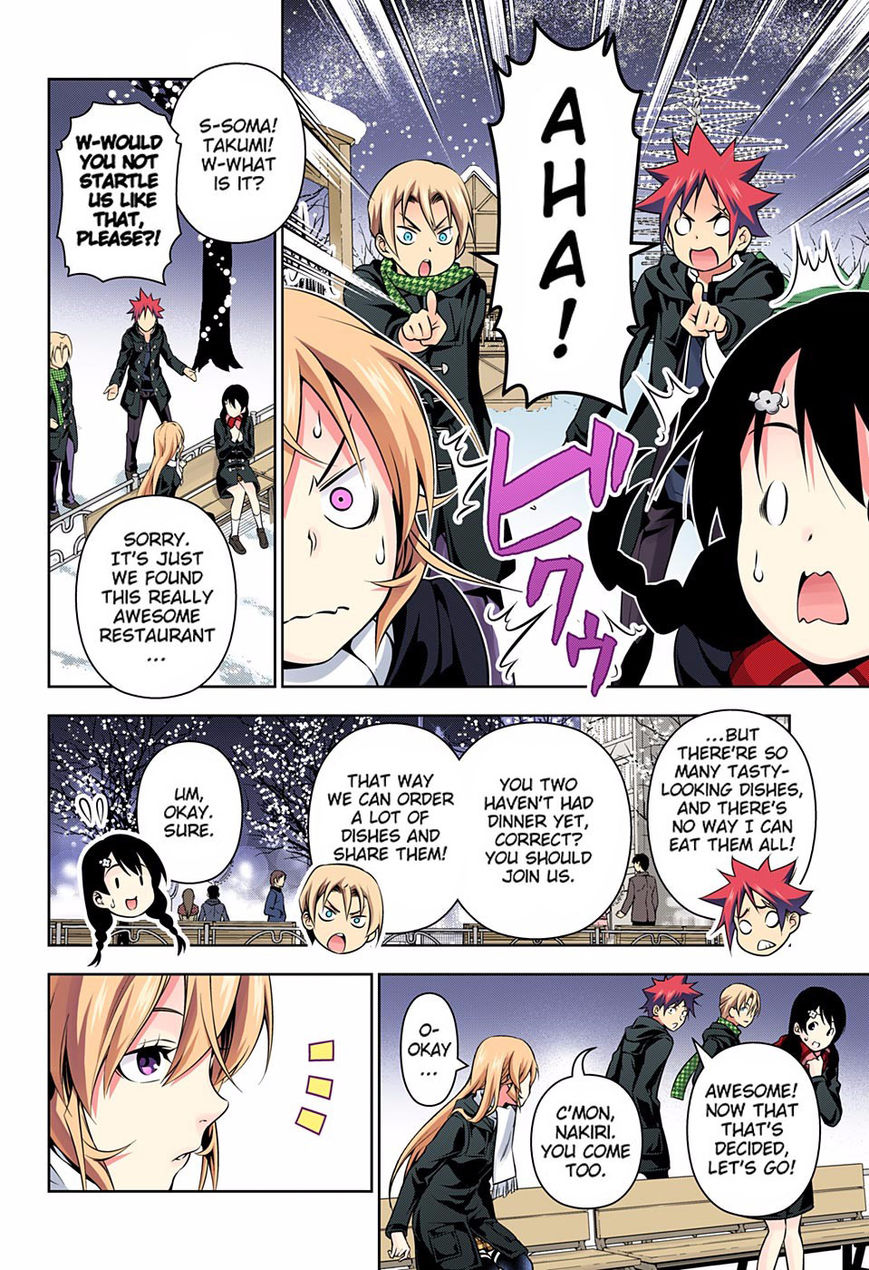 AHA!
ビクゥ
S-SOMA!
TAKUMI!
W-WHAT
IS IT?
W-WOULD
YOU NOT
STARTLE
US LIKE
THAT,
PLEASE?!
SORRY.
IT'S JUST
WE FOUND
THIS REALLY
AWESOME
RESTAURANT
...
...BUT
THERE'RE SO
MANY TASTY-
LOOKING DISHES,
AND THERE'S
NO WAY I CAN
EAT THEM ALL!
YOU TWO
HAVEN'T HAD
DINNER YET,
CORRECT?
YOU SHOULD
JOIN US.
THAT WAY
WE CAN ORDER
A LOT OF
DISHES AND
SHARE THEM!
UM,
OKAY.
SURE.
AWESOME!
NOW THAT
THAT'S
DECIDED,
LET'S GO!
C'MON,
NAKIRI.
YOU COME
TOO.
O-
OKAY
...